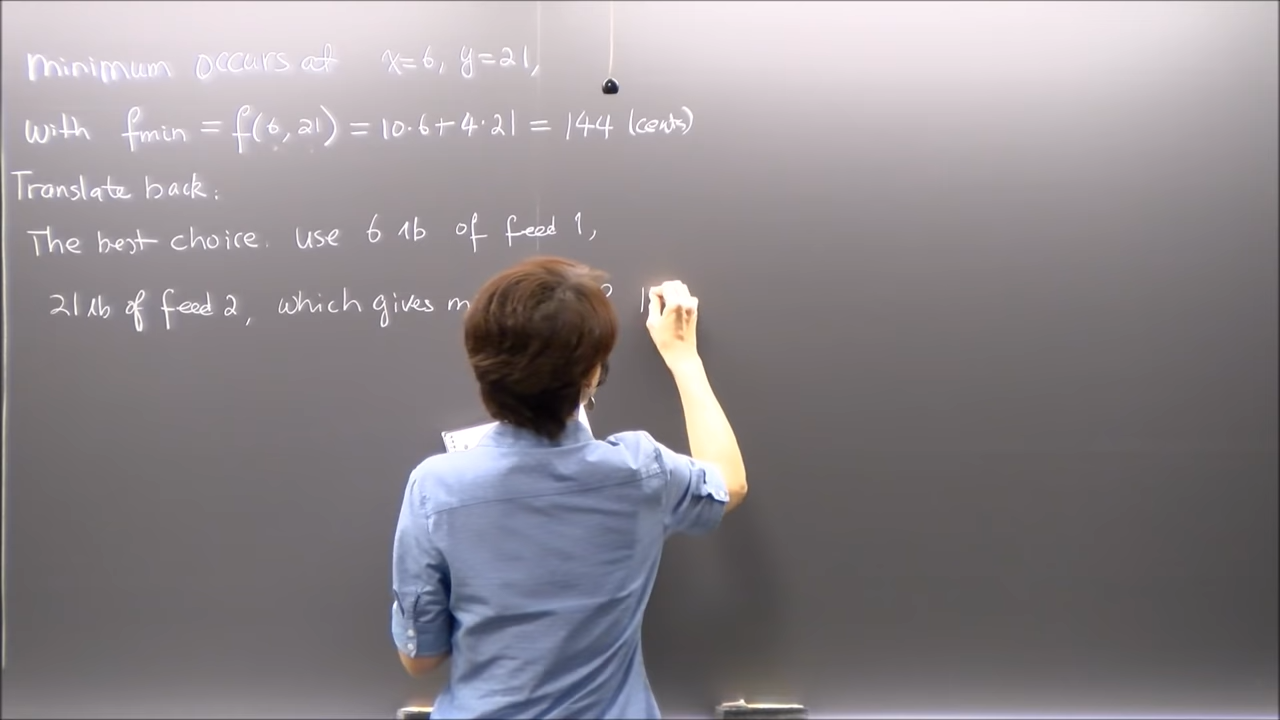 minimum occurs at x=6, y=21,
with fmin = f(6, 21) = 10·6+4·21 = 144 (cents)
Translate back:
The best choice. use 6 lb of feed 1,
21 lb of feed 2, which gives